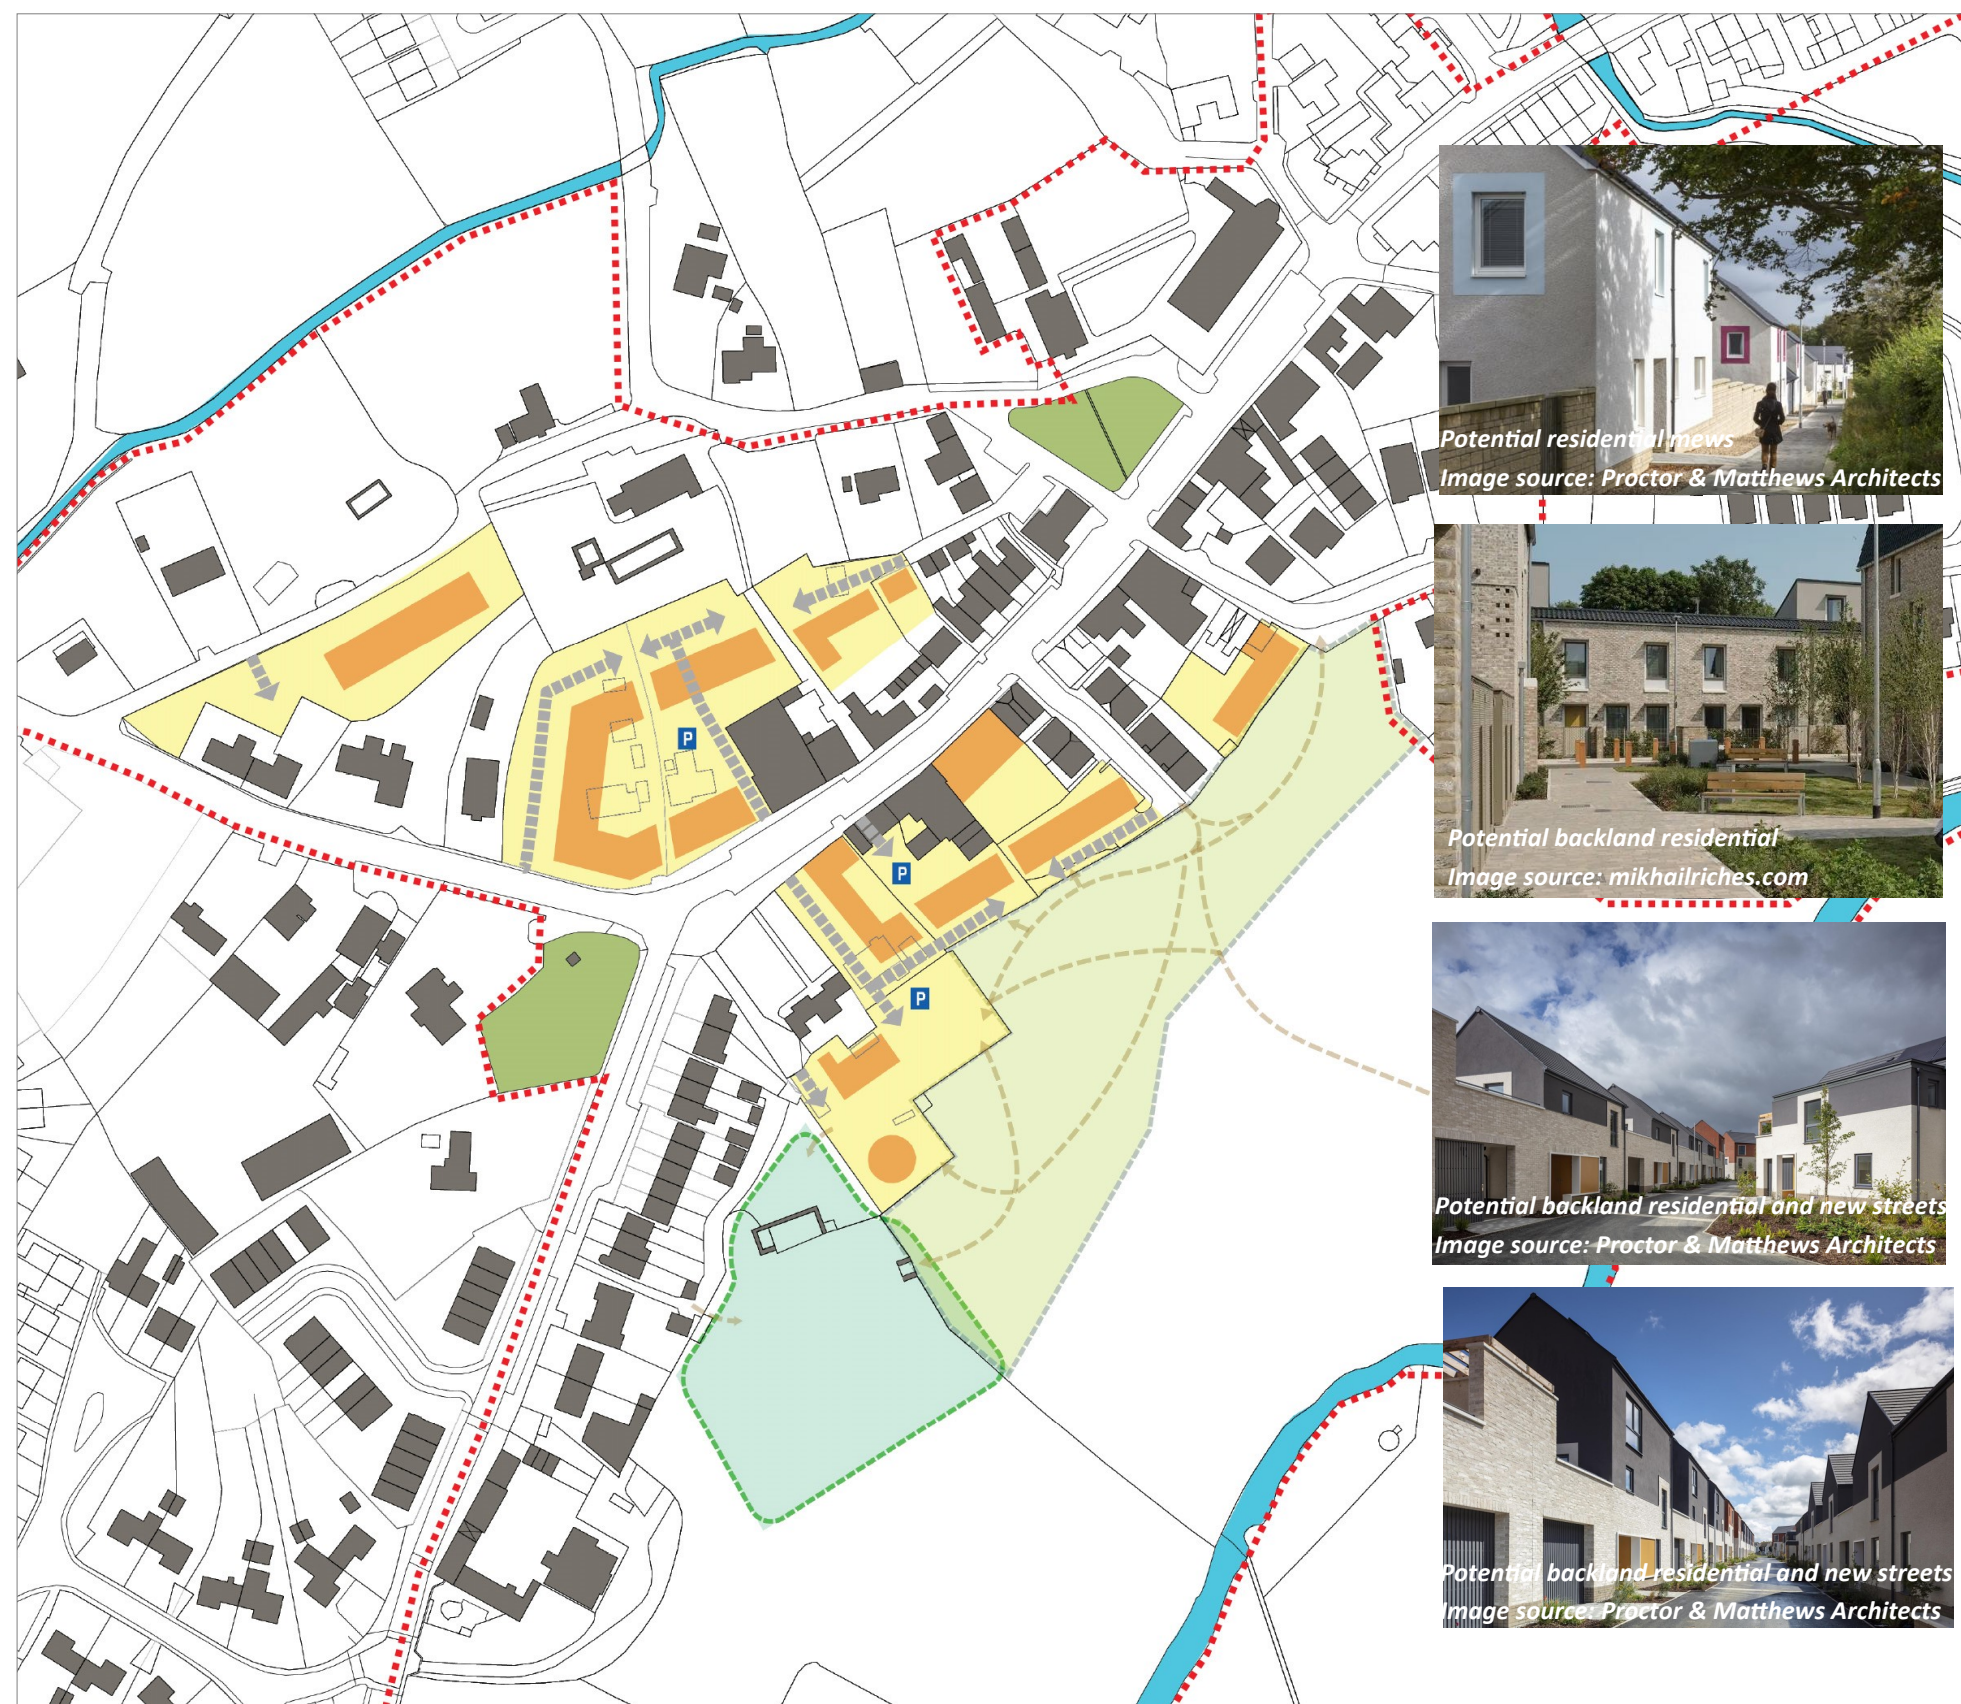 Potential residential mews
Image source: Proctor & Matthews Architects
Potential backland residential
Image source: mikhailriches.com
P
P
P
Potential backland residential and new streets
Image source: Proctor & Matthews Architects
Potential backland residential and new streets
Image source: Proctor & Matthews Architects